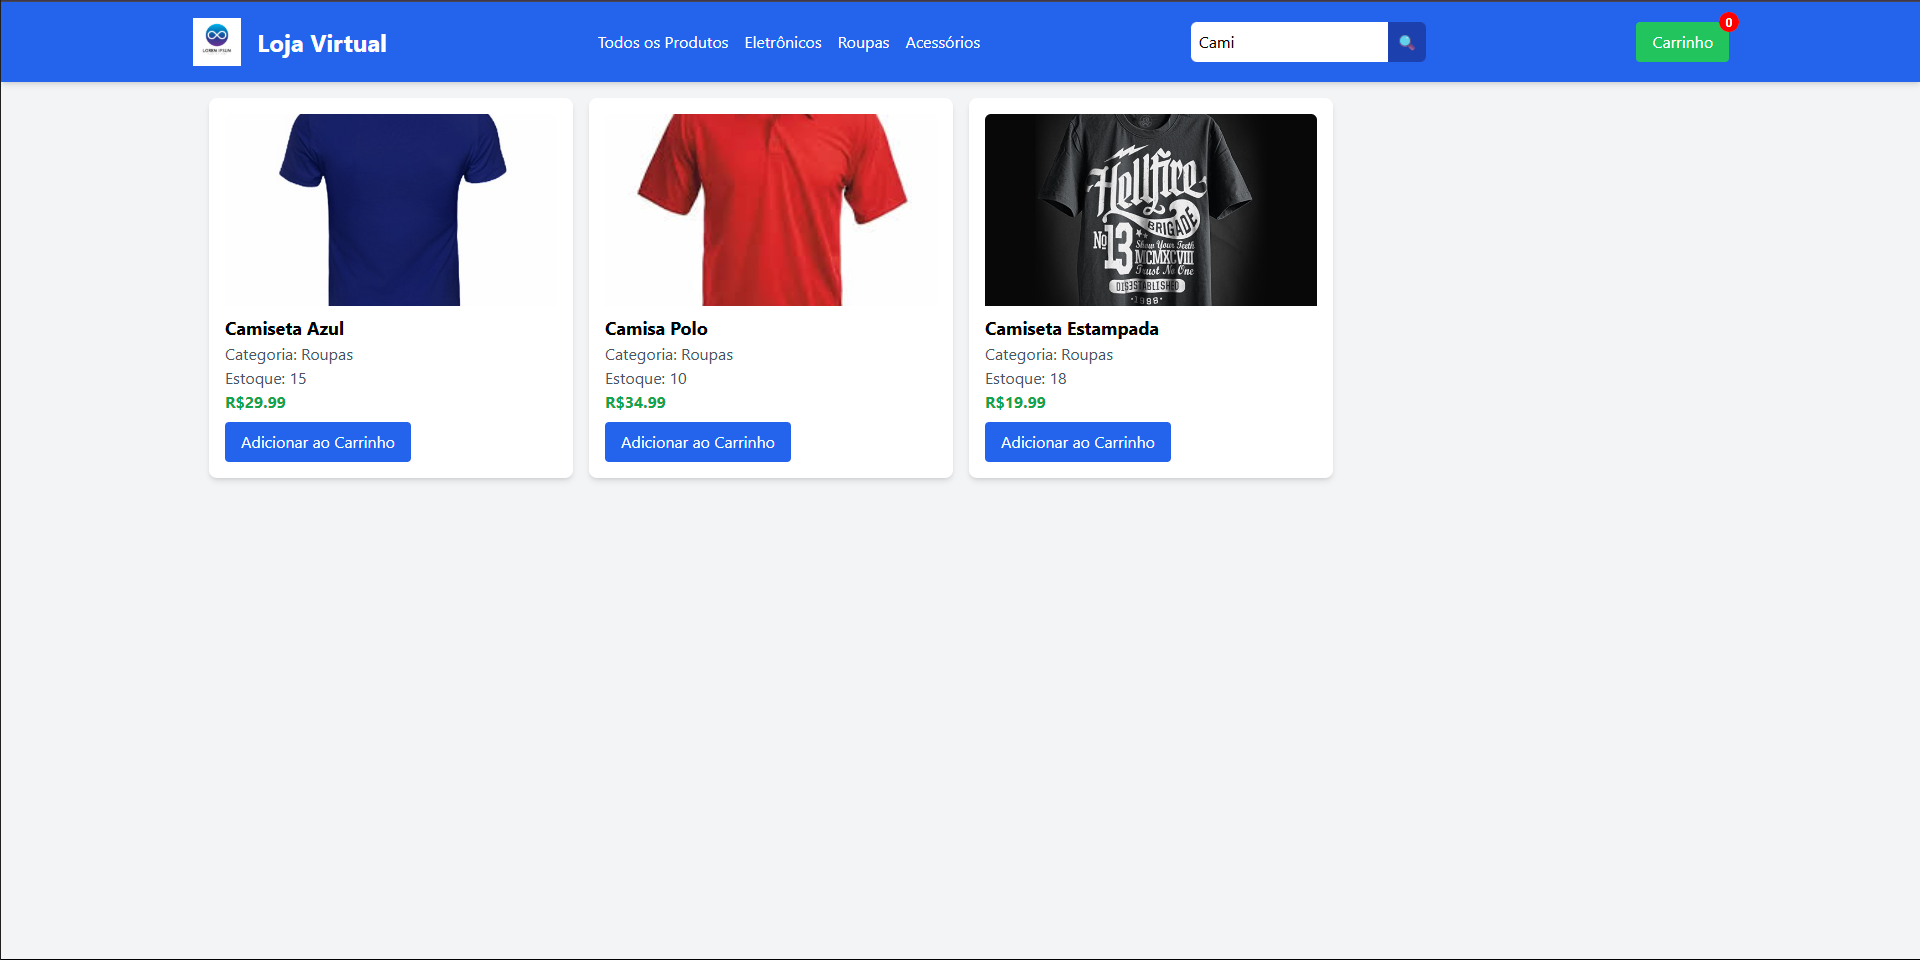 LOREM IPSUM
Loja Virtual
Todos os Produtos Eletrônicos Roupas Acessórios
Cami
Carrinho
0
Hellfire
BRIGADE
No 13
Show Your Teeth
MCMXCVIII
Trust No One
DISESTABLISHED
1998
Camiseta Azul
Categoria: Roupas
Estoque: 15
R$29.99
Adicionar ao Carrinho
Camisa Polo
Categoria: Roupas
Estoque: 10
R$34.99
Adicionar ao Carrinho
Camiseta Estampada
Categoria: Roupas
Estoque: 18
R$19.99
Adicionar ao Carrinho